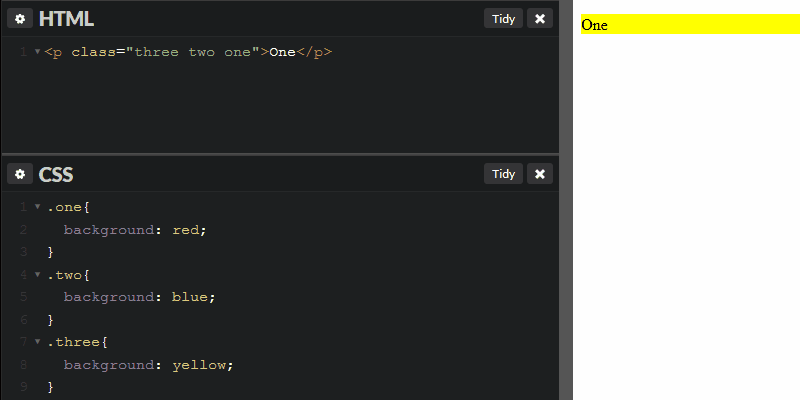 HTML
Tidy
1 <p class="three two one">One</p>
CSS
Tidy
1 .one{
2 background: red;
3 }
4 .two{
5 background: blue;
6 }
7 .three{
8 background: yellow;
9 }
One